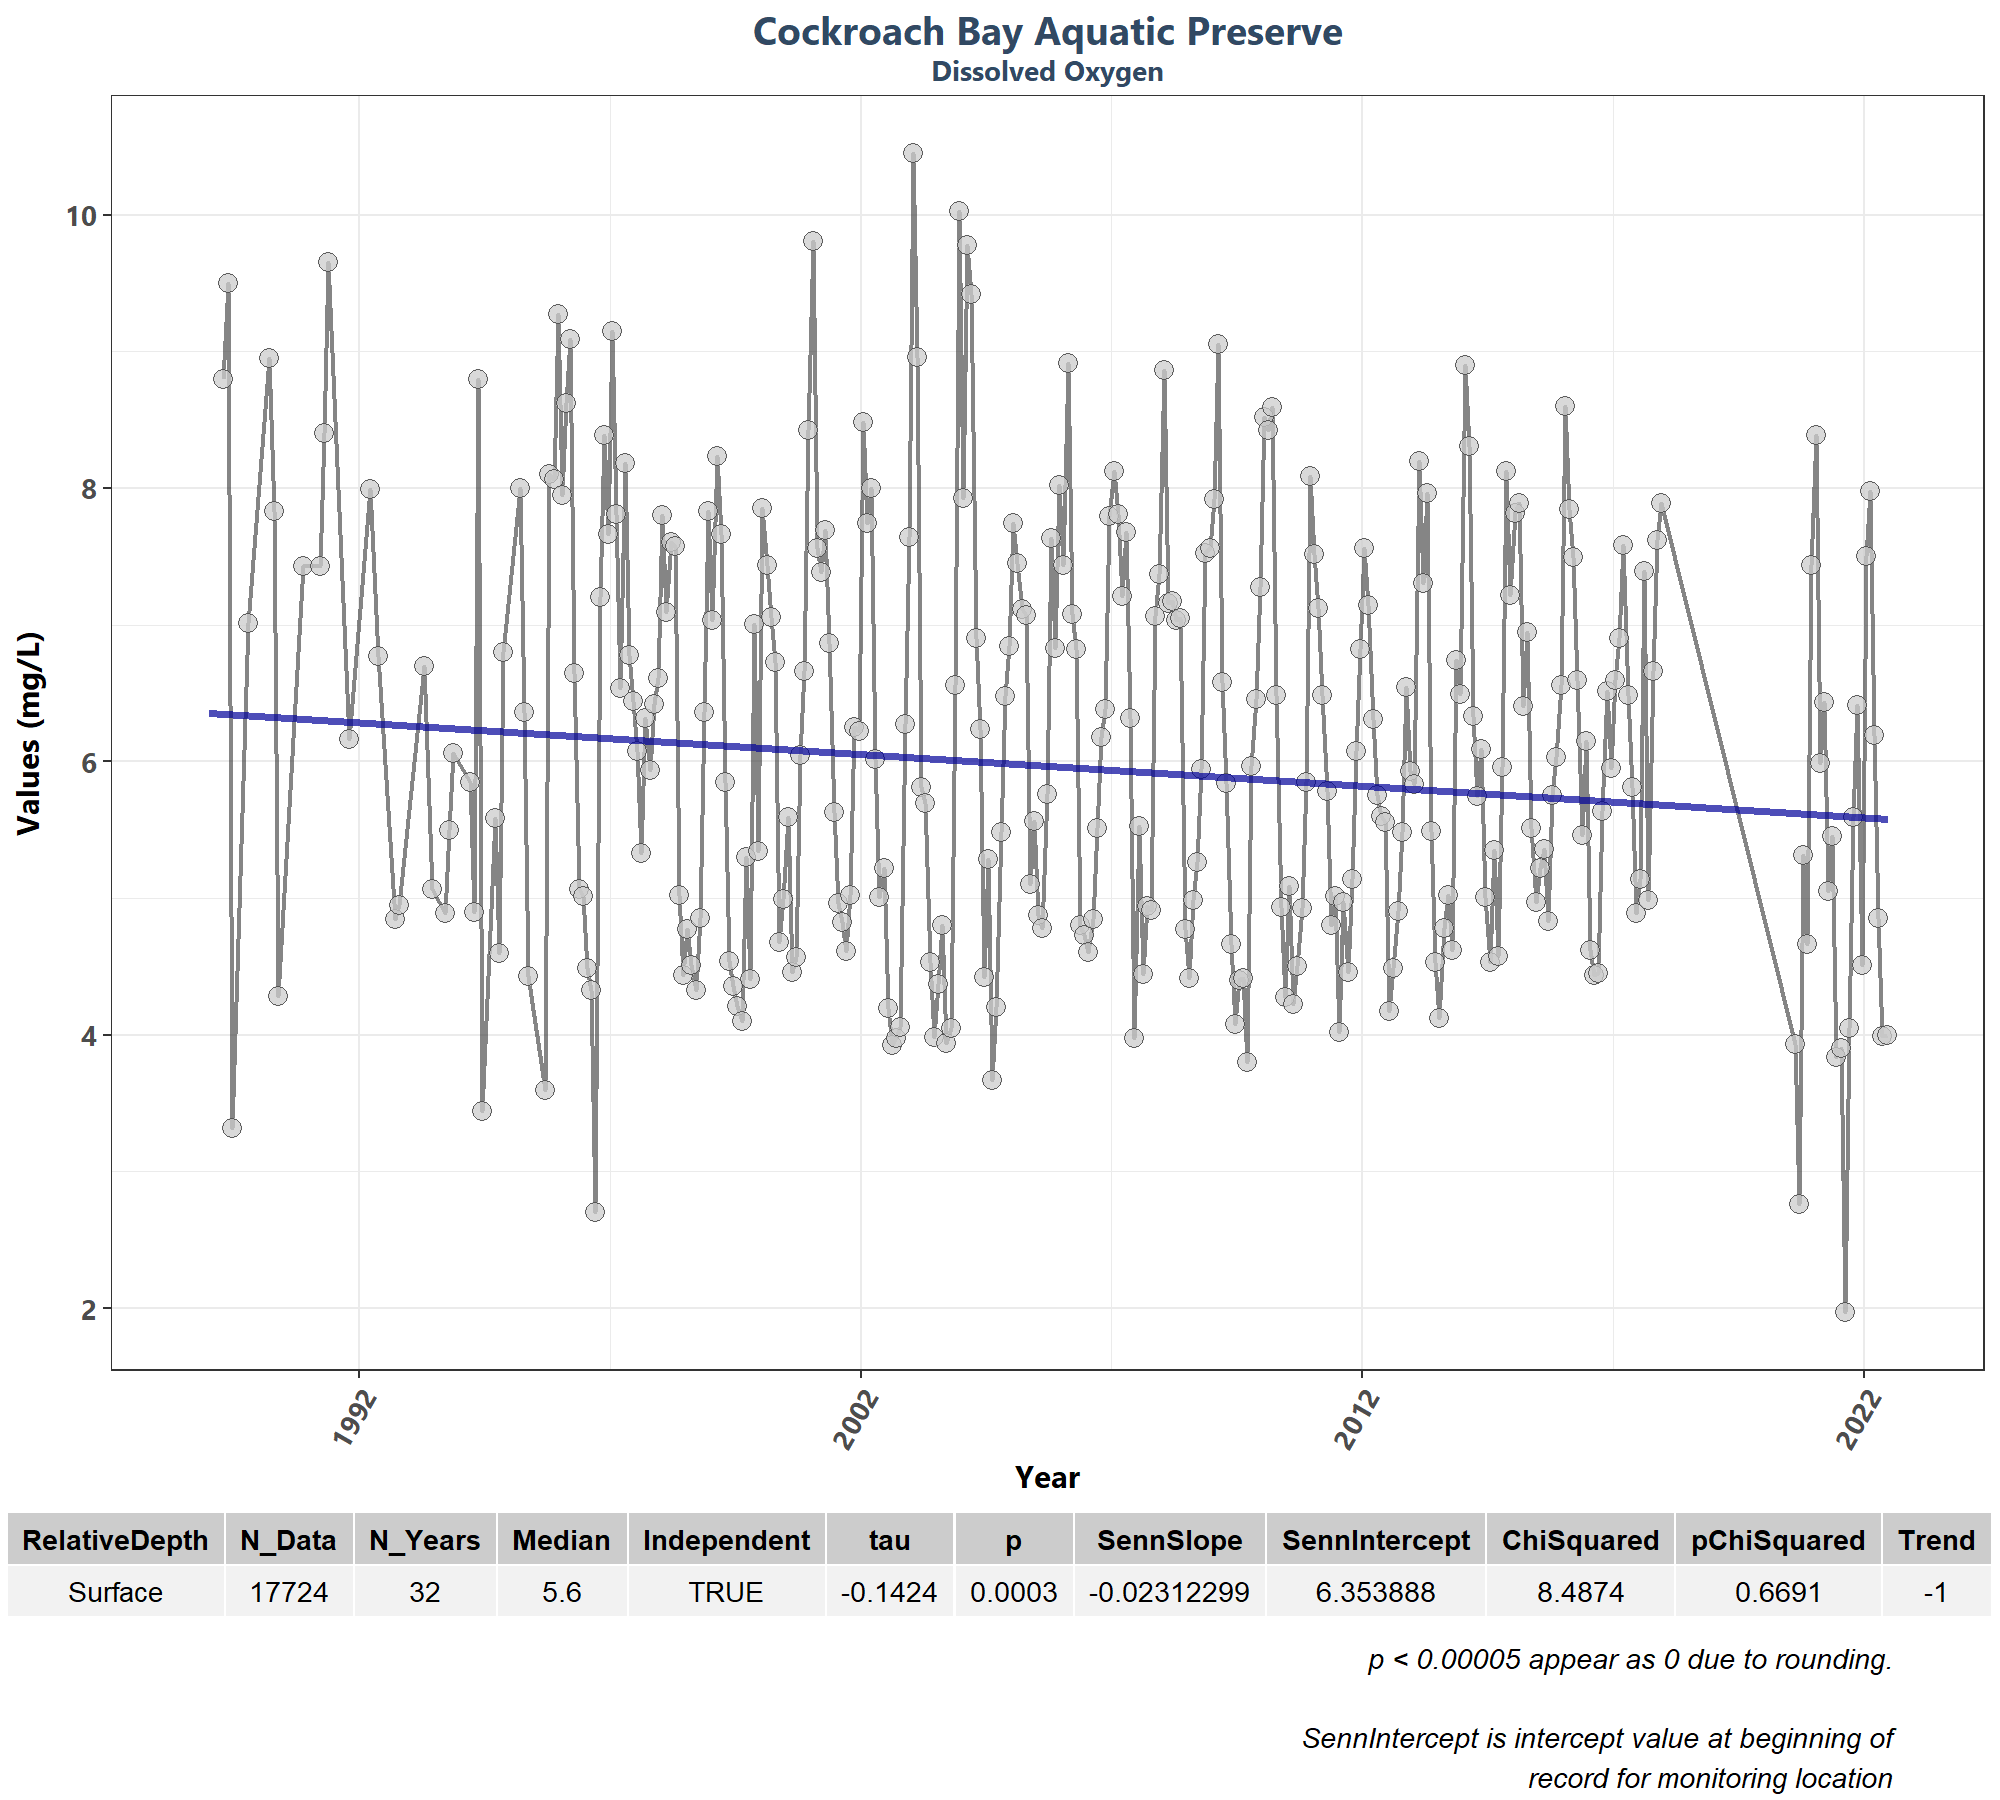 Cockroach Bay Aquatic Preserve
Dissolved Oxygen
Values (mg/L)
10
8
6
4
2
1992 2002 2012 2022
Year
RelativeDepth N_Data N_Years Median Independent tau p SennSlope SennIntercept ChiSquared pChiSquared Trend
Surface 17724 32 5.6 TRUE -0.1424 0.0003 -0.02312299 6.353888 8.4874 0.6691 -1
p < 0.00005 appear as 0 due to rounding.
SennIntercept is intercept value at beginning of
record for monitoring location